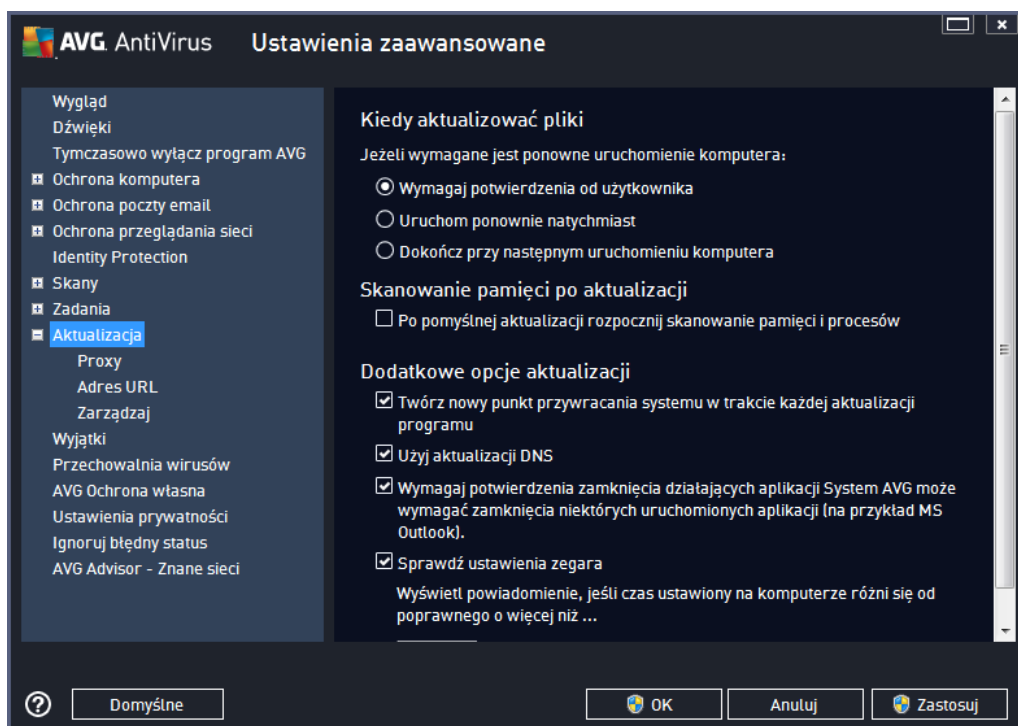 AVG. AntiVirus Ustawienia zaawansowane
Wygląd
Dźwięki
Tymczasowo wyłącz program AVG
Ochrona komputera
Ochrona poczty email
Ochrona przeglądania sieci
Identity Protection
Skany
Zadania
Aktualizacja
Proxy
Adres URL
Zarządzaj
Wyjątki
Przechowalnia wirusów
AVG Ochrona własna
Ustawienia prywatności
Ignoruj błędny status
AVG Advisor - Znane sieci
Kiedy aktualizować pliki
Jeżeli wymagane jest ponowne uruchomienie komputera:
Wymagaj potwierdzenia od użytkownika
Uruchom ponownie natychmiast
Dokończ przy następnym uruchomieniu komputera
Skanowanie pamięci po aktualizacji
Po pomyślnej aktualizacji rozpocznij skanowanie pamięci i procesów
Dodatkowe opcje aktualizacji
Twórz nowy punkt przywracania systemu w trakcie każdej aktualizacji
programu
Użyj aktualizacji DNS
Wymagaj potwierdzenia zamknięcia działających aplikacji System AVG może
wymagać zamknięcia niektórych uruchomionych aplikacji (na przykład MS
Outlook).
Sprawdź ustawienia zegara
Wyświetl powiadomienie, jeśli czas ustawiony na komputerze różni się od
poprawnego o więcej niż ...
Domyślne
OK
Anuluj
Zastosuj